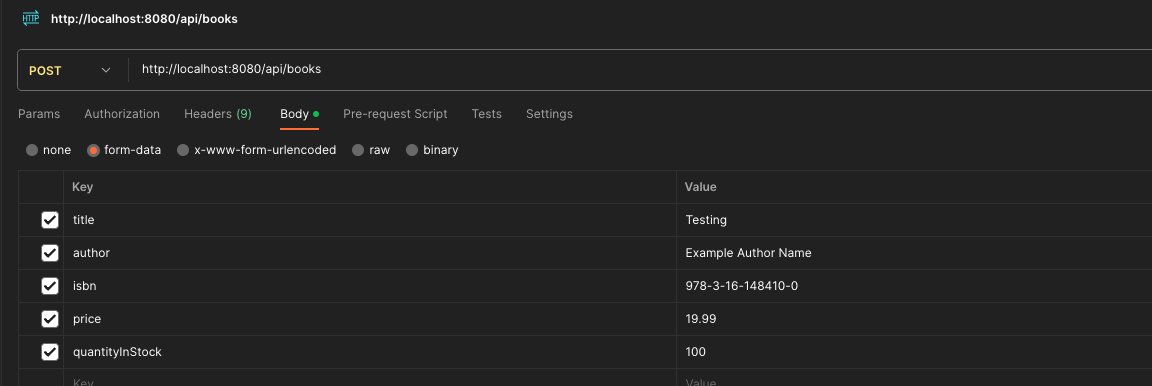 HTTP http://localhost:8080/api/books
POST http://localhost:8080/api/books
Params Authorization Headers (9) Body Pre-request Script Tests Settings
none form-data x-www-form-urlencoded raw binary
Key Value
title Testing
author Example Author Name
isbn 978-3-16-148410-0
price 19.99
quantityInStock 100
Key Value